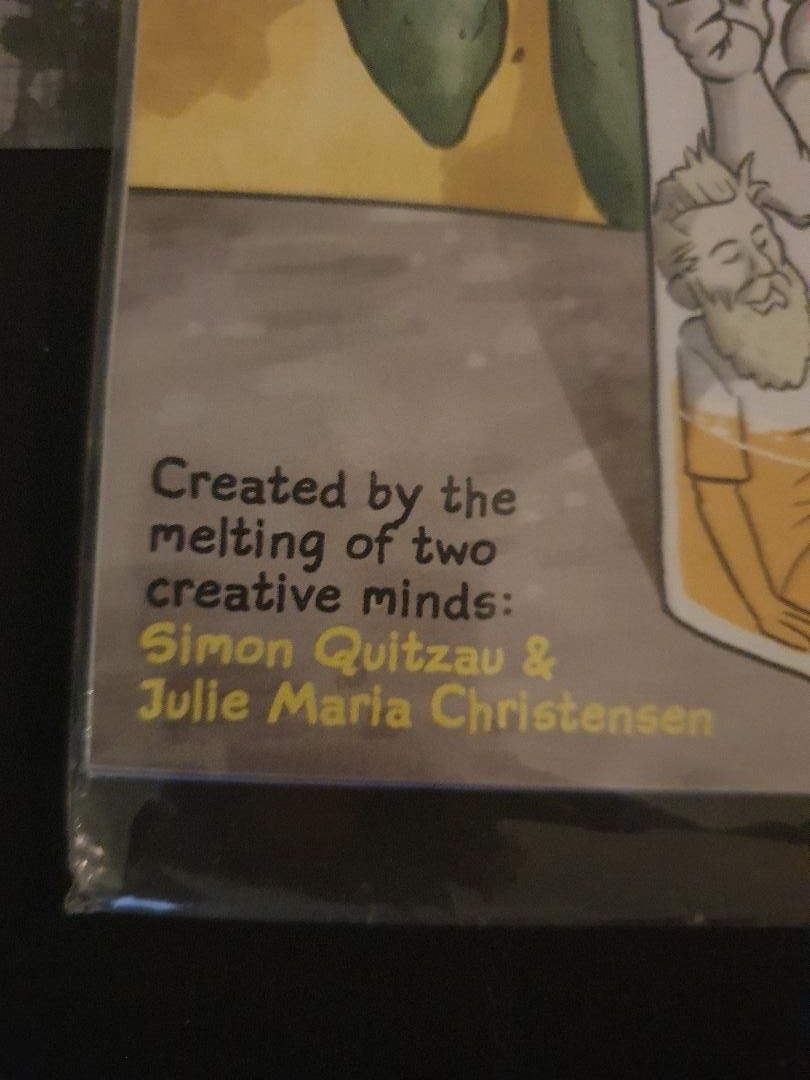 Created by the
melting of two
creative minds:
Simon Quitzau &
Julie Maria Christensen